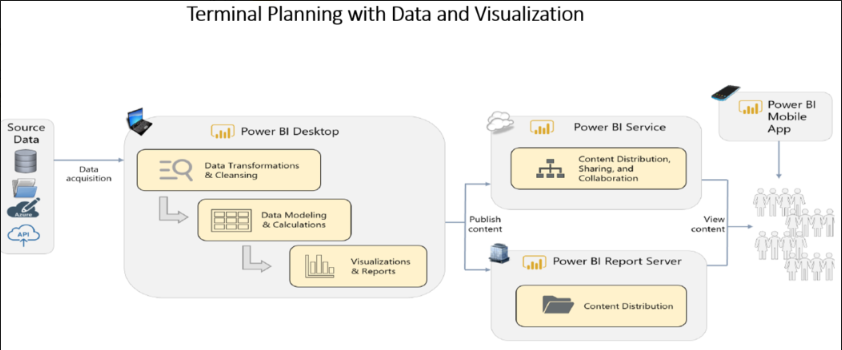 Terminal Planning with Data and Visualization
Source
Data
Azure
API
Data
acquisition
Power BI Desktop
Data Transformations
& Cleansing
Data Modeling
& Calculations
Visualizations
& Reports
Publish
content
Power BI Service
Content Distribution,
Sharing, and
Collaboration
Power BI Report Server
Content Distribution
View
content
Power BI
Mobile
App